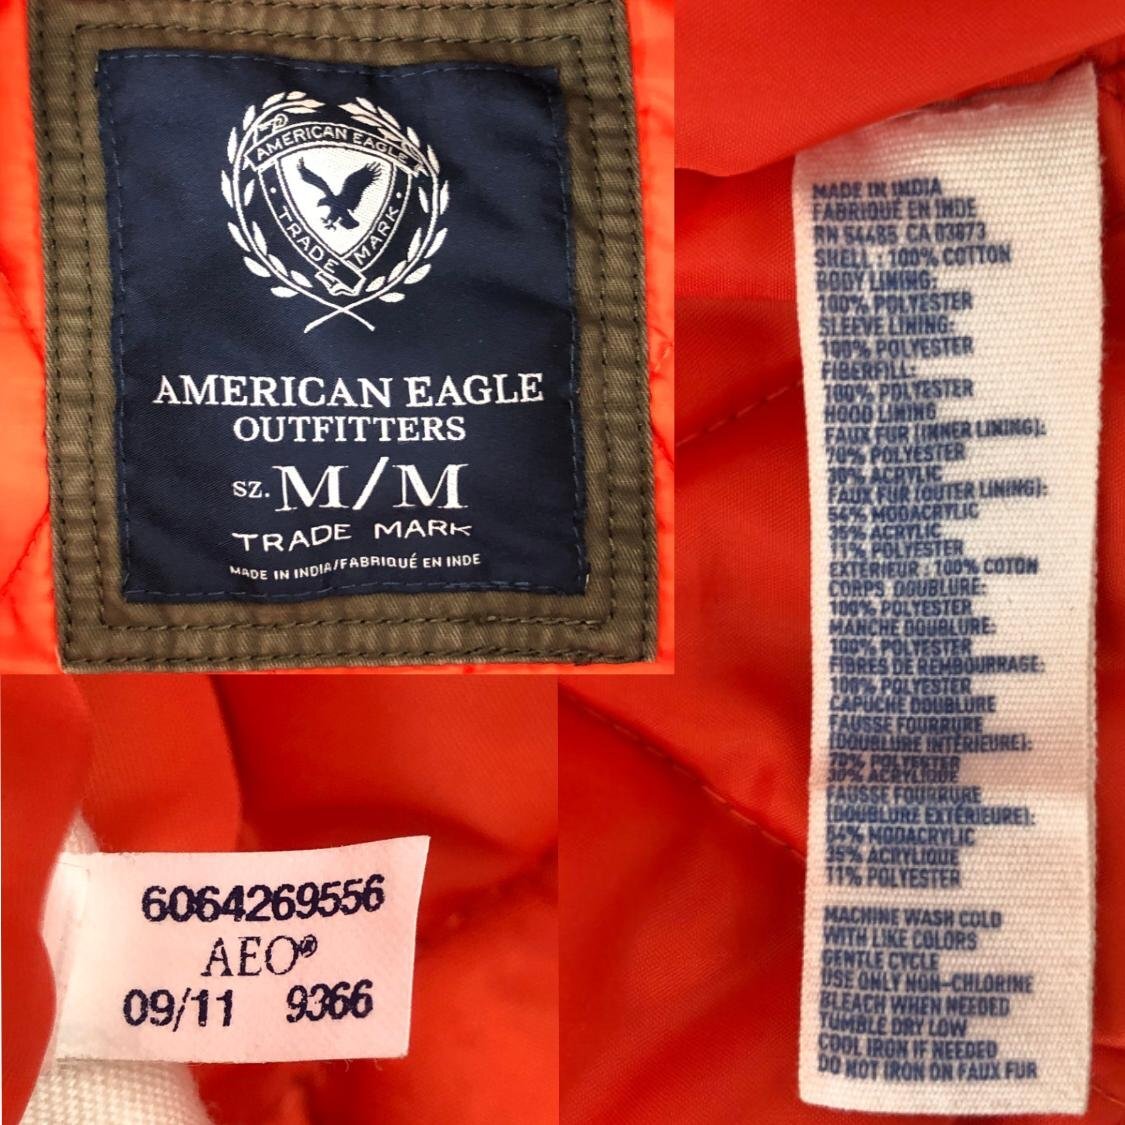 AMERICAN EAGLE
TRADE MARK
AMERICAN EAGLE
OUTFITTERS
SZ. M/M
TRADE MARK
MADE IN INDIA/FABRIQUÉ EN INDE
6064269556
AEO®
09/11 9366
MADE IN INDIA
FABRIQUÉ EN INDE
RN 54485 CA 03873
SHELL : 100% COTTON
BODY LINING:
100% POLYESTER
SLEEVE LINING:
100% POLYESTER
FIBERFILL:
100% POLYESTER
HOOD LINING
FAUX FUR (INNER LINING):
70% POLYESTER
30% ACRYLIC
FAUX FUR (OUTER LINING):
54% MODACRYLIC
35% ACRYLIC
11% POLYESTER
EXTÉRIEUR : 100% COTON
CORPS DOUBLURE:
100% POLYESTER
MANCHE DOUBLURE:
100% POLYESTER
FIBRES DE REMBOURRAGE:
100% POLYESTER
CAPUCHE DOUBLURE
FAUSSE FOURRURE
(DOUBLURE INTÉRIEURE):
70% POLYESTER
30% ACRYLIQUE
FAUSSE FOURRURE
(DOUBLURE EXTÉRIEURE):
54% MODACRYLIC
35% ACRYLIQUE
11% POLYESTER
MACHINE WASH COLD
WITH LIKE COLORS
GENTLE CYCLE
USE ONLY NON-CHLORINE
BLEACH WHEN NEEDED
TUMBLE DRY LOW
COOL IRON IF NEEDED
DO NOT IRON ON FAUX FUR